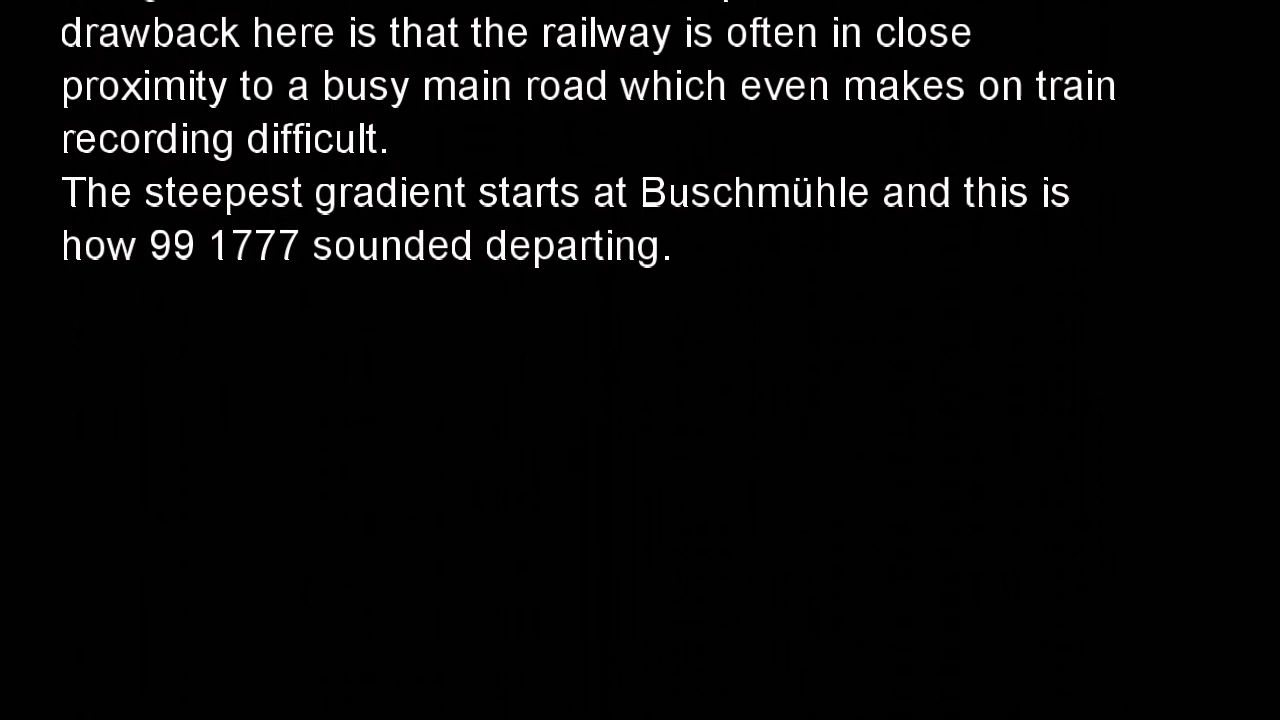 drawback here is that the railway is often in close
proximity to a busy main road which even makes on train
recording difficult.
The steepest gradient starts at Buschmühle and this is
how 99 1777 sounded departing.